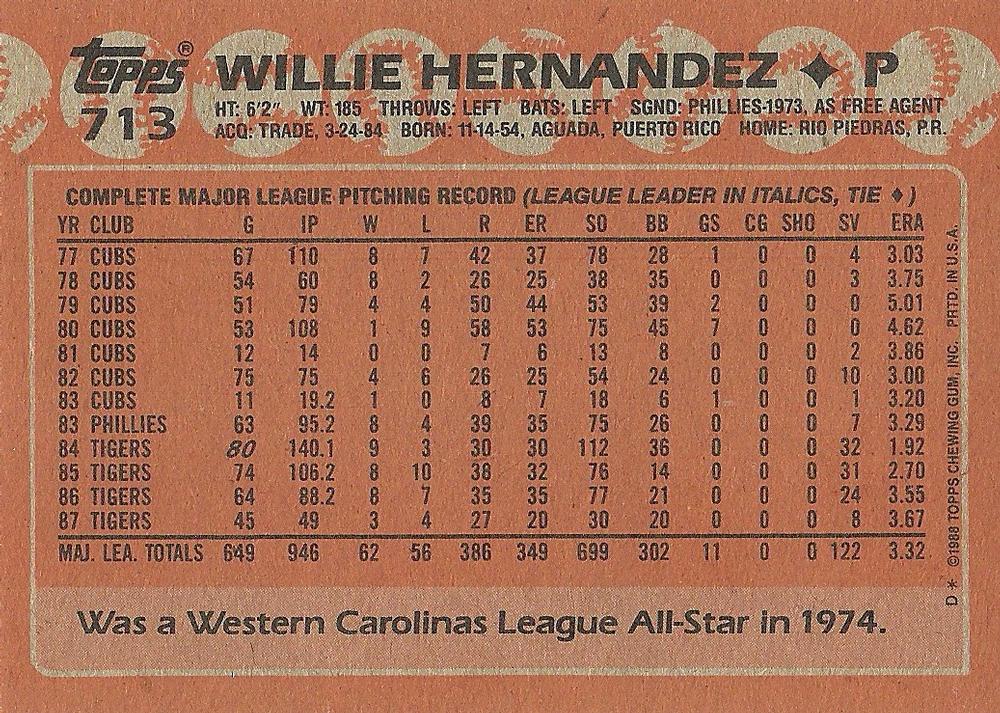 Topps®
713
WILLIE HERNANDEZ ♦ P
HT: 6'2" WT: 185 THROWS: LEFT BATS: LEFT SGND: PHILLIES-1973, AS FREE AGENT
ACQ: TRADE, 3-24-84 BORN: 11-14-54, AGUADA, PUERTO RICO HOME: RIO PIEDRAS, P.R.
COMPLETE MAJOR LEAGUE PITCHING RECORD (LEAGUE LEADER IN ITALICS, TIE ♦)
YR CLUB G IP W L R ER SO BB GS CG SHO SV ERA
77 CUBS 67 110 8 7 42 37 78 28 1 0 0 4 3.03
78 CUBS 54 60 8 2 26 25 38 35 0 0 0 3 3.75
79 CUBS 51 79 4 4 50 44 53 39 2 0 0 0 5.01
80 CUBS 53 108 1 9 58 53 75 45 7 0 0 0 4.62
81 CUBS 12 14 0 0 7 6 13 8 0 0 0 2 3.86
82 CUBS 75 75 4 6 26 25 54 24 0 0 0 10 3.00
83 CUBS 11 19.2 1 0 8 7 18 6 1 0 0 1 3.20
83 PHILLIES 63 95.2 8 4 39 35 75 26 0 0 0 7 3.29
84 TIGERS 80 140.1 9 3 30 30 112 36 0 0 0 32 1.92
85 TIGERS 74 106.2 8 10 38 32 76 14 0 0 0 31 2.70
86 TIGERS 64 88.2 8 7 35 35 77 21 0 0 0 24 3.55
87 TIGERS 45 49 3 4 27 20 30 20 0 0 0 8 3.67
MAJ. LEA. TOTALS 649 946 62 56 386 349 699 302 11 0 0 122 3.32
Was a Western Carolinas League All-Star in 1974.
D * ©1988 TOPPS CHEWING GUM, INC. PRTD. IN U.S.A.